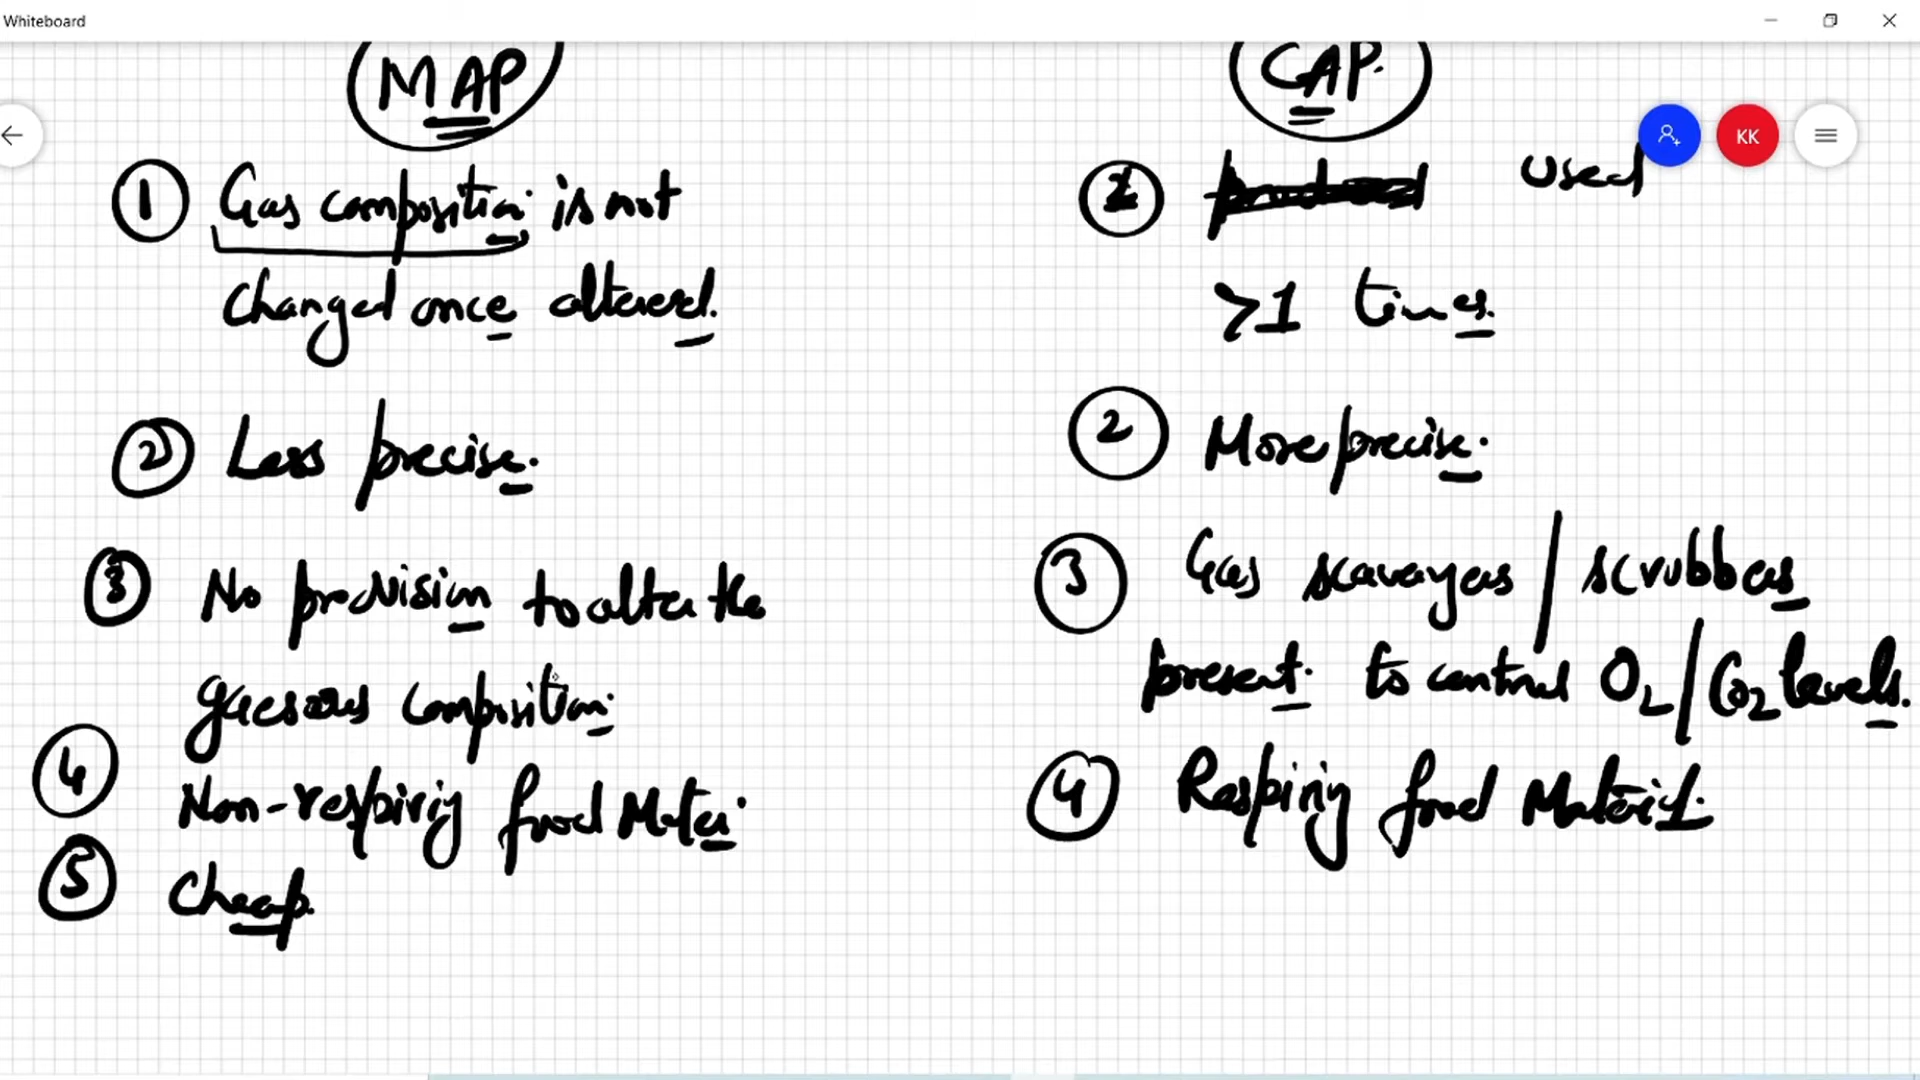 Whiteboard
MAP
① Gas composition is not
changed once altered.
② Less precise.
③ No provision to alter the
composition.
④ Non-respiring food Mater.
⑤ Cheap.
CAP.
KK
① used
>1 times.
② More precise.
③ Gas scavagers / scrubbers
present. to control O₂/CO₂ levels.
④ Respiring food Material.